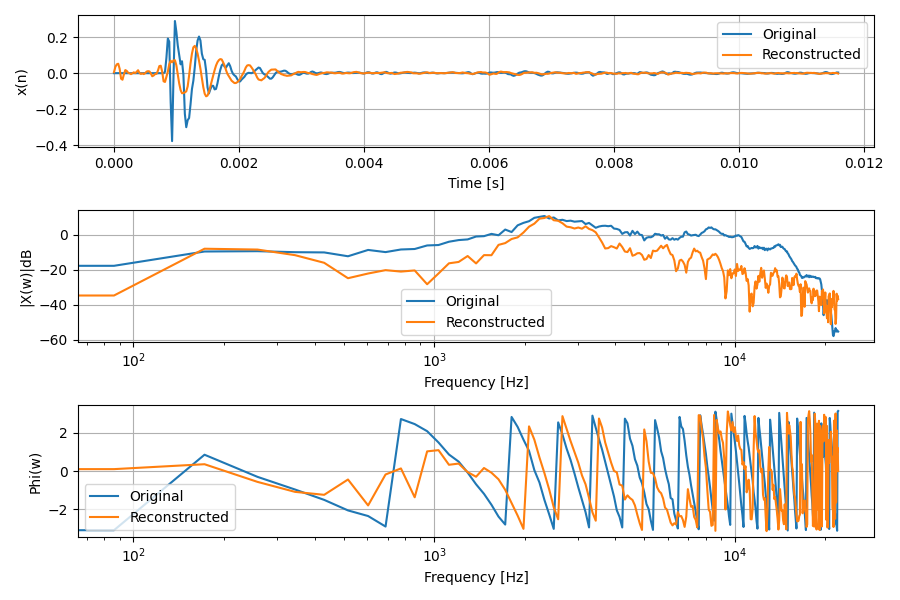 x(n)
0.2
0.0
−0.2
−0.4
Original
Reconstructed
0.000
0.002
0.004
0.006
0.008
0.010
0.012
Time [s]
|X(w)|dB
0
−20
−40
−60
Original
Reconstructed
10²
10³
10⁴
Frequency [Hz]
Phi(w)
2
0
−2
Original
Reconstructed
10²
10³
10⁴
Frequency [Hz]